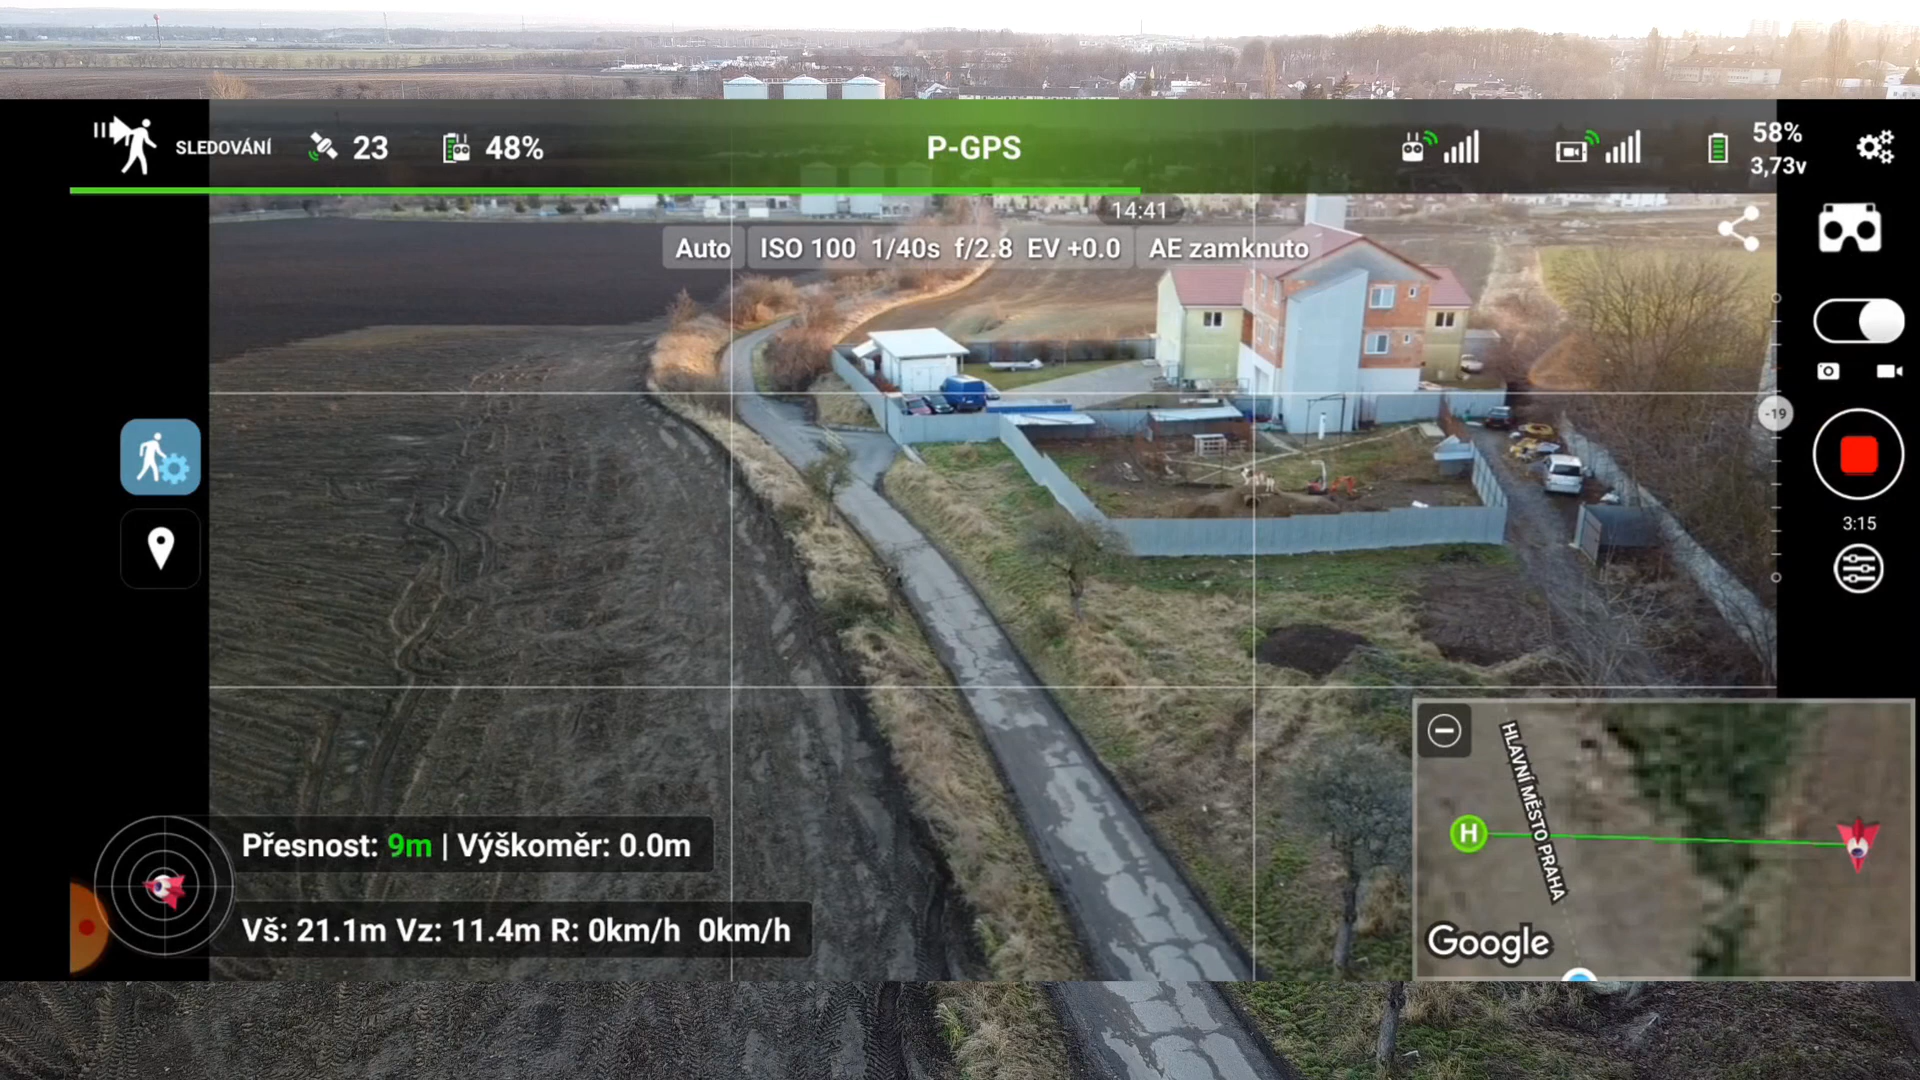 SLEDOVÁNÍ
23
48%
P-GPS
58%
3,73v
14:41
Auto
ISO 100 1/40s f/2.8 EV +0.0
AE zamknuto
-19
3:15
Přesnost: 9m | Výškoměr: 0.0m
Vš: 21.1m Vz: 11.4m R: 0km/h 0km/h
H
HLAVNÍ MĚSTO PRAHA
Google